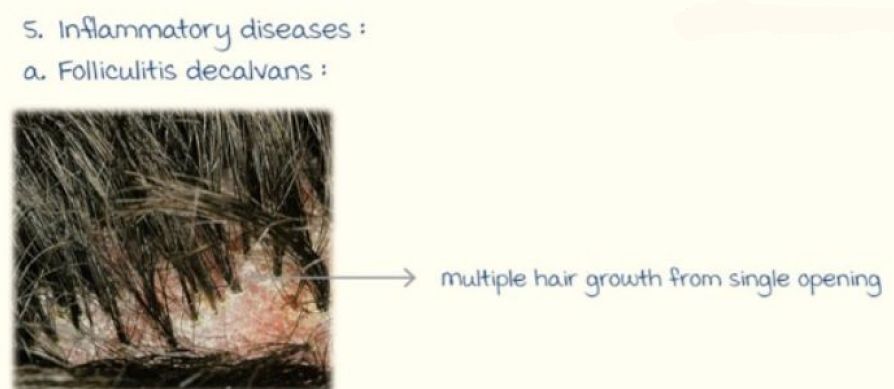 5. Inflammatory diseases :
a. Folliculitis decalvans :
multiple hair growth from single opening